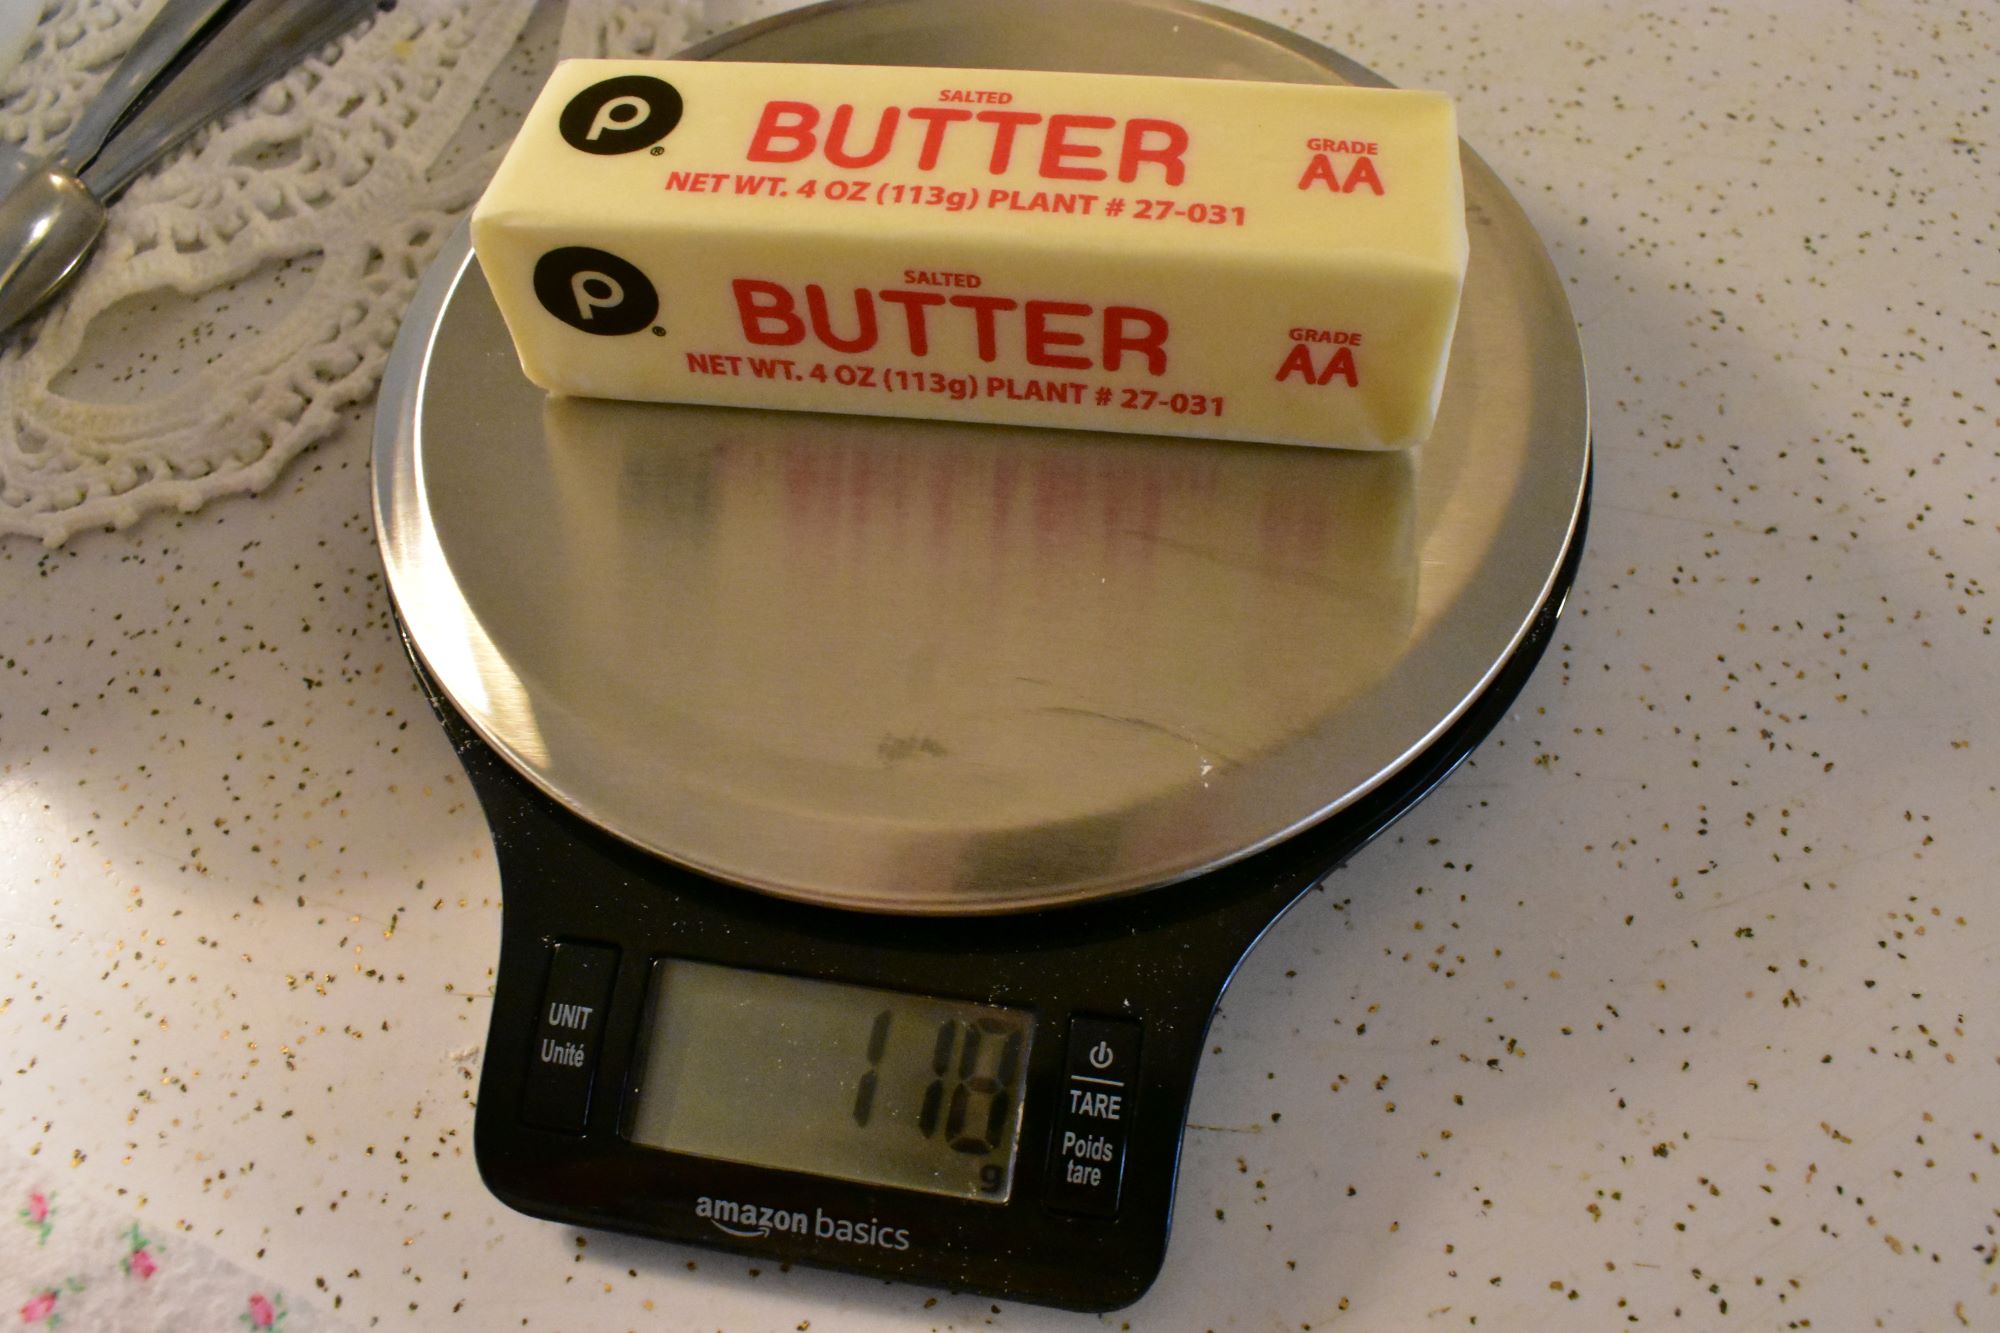 P
®
SALTED
BUTTER
NET WT. 4 OZ (113g) PLANT # 27-031
GRADE
AA
P
®
SALTED
BUTTER
NET WT. 4 OZ (113g) PLANT # 27-031
GRADE
AA
UNIT
Unité
118
g
TARE
Poids
tare
amazon basics